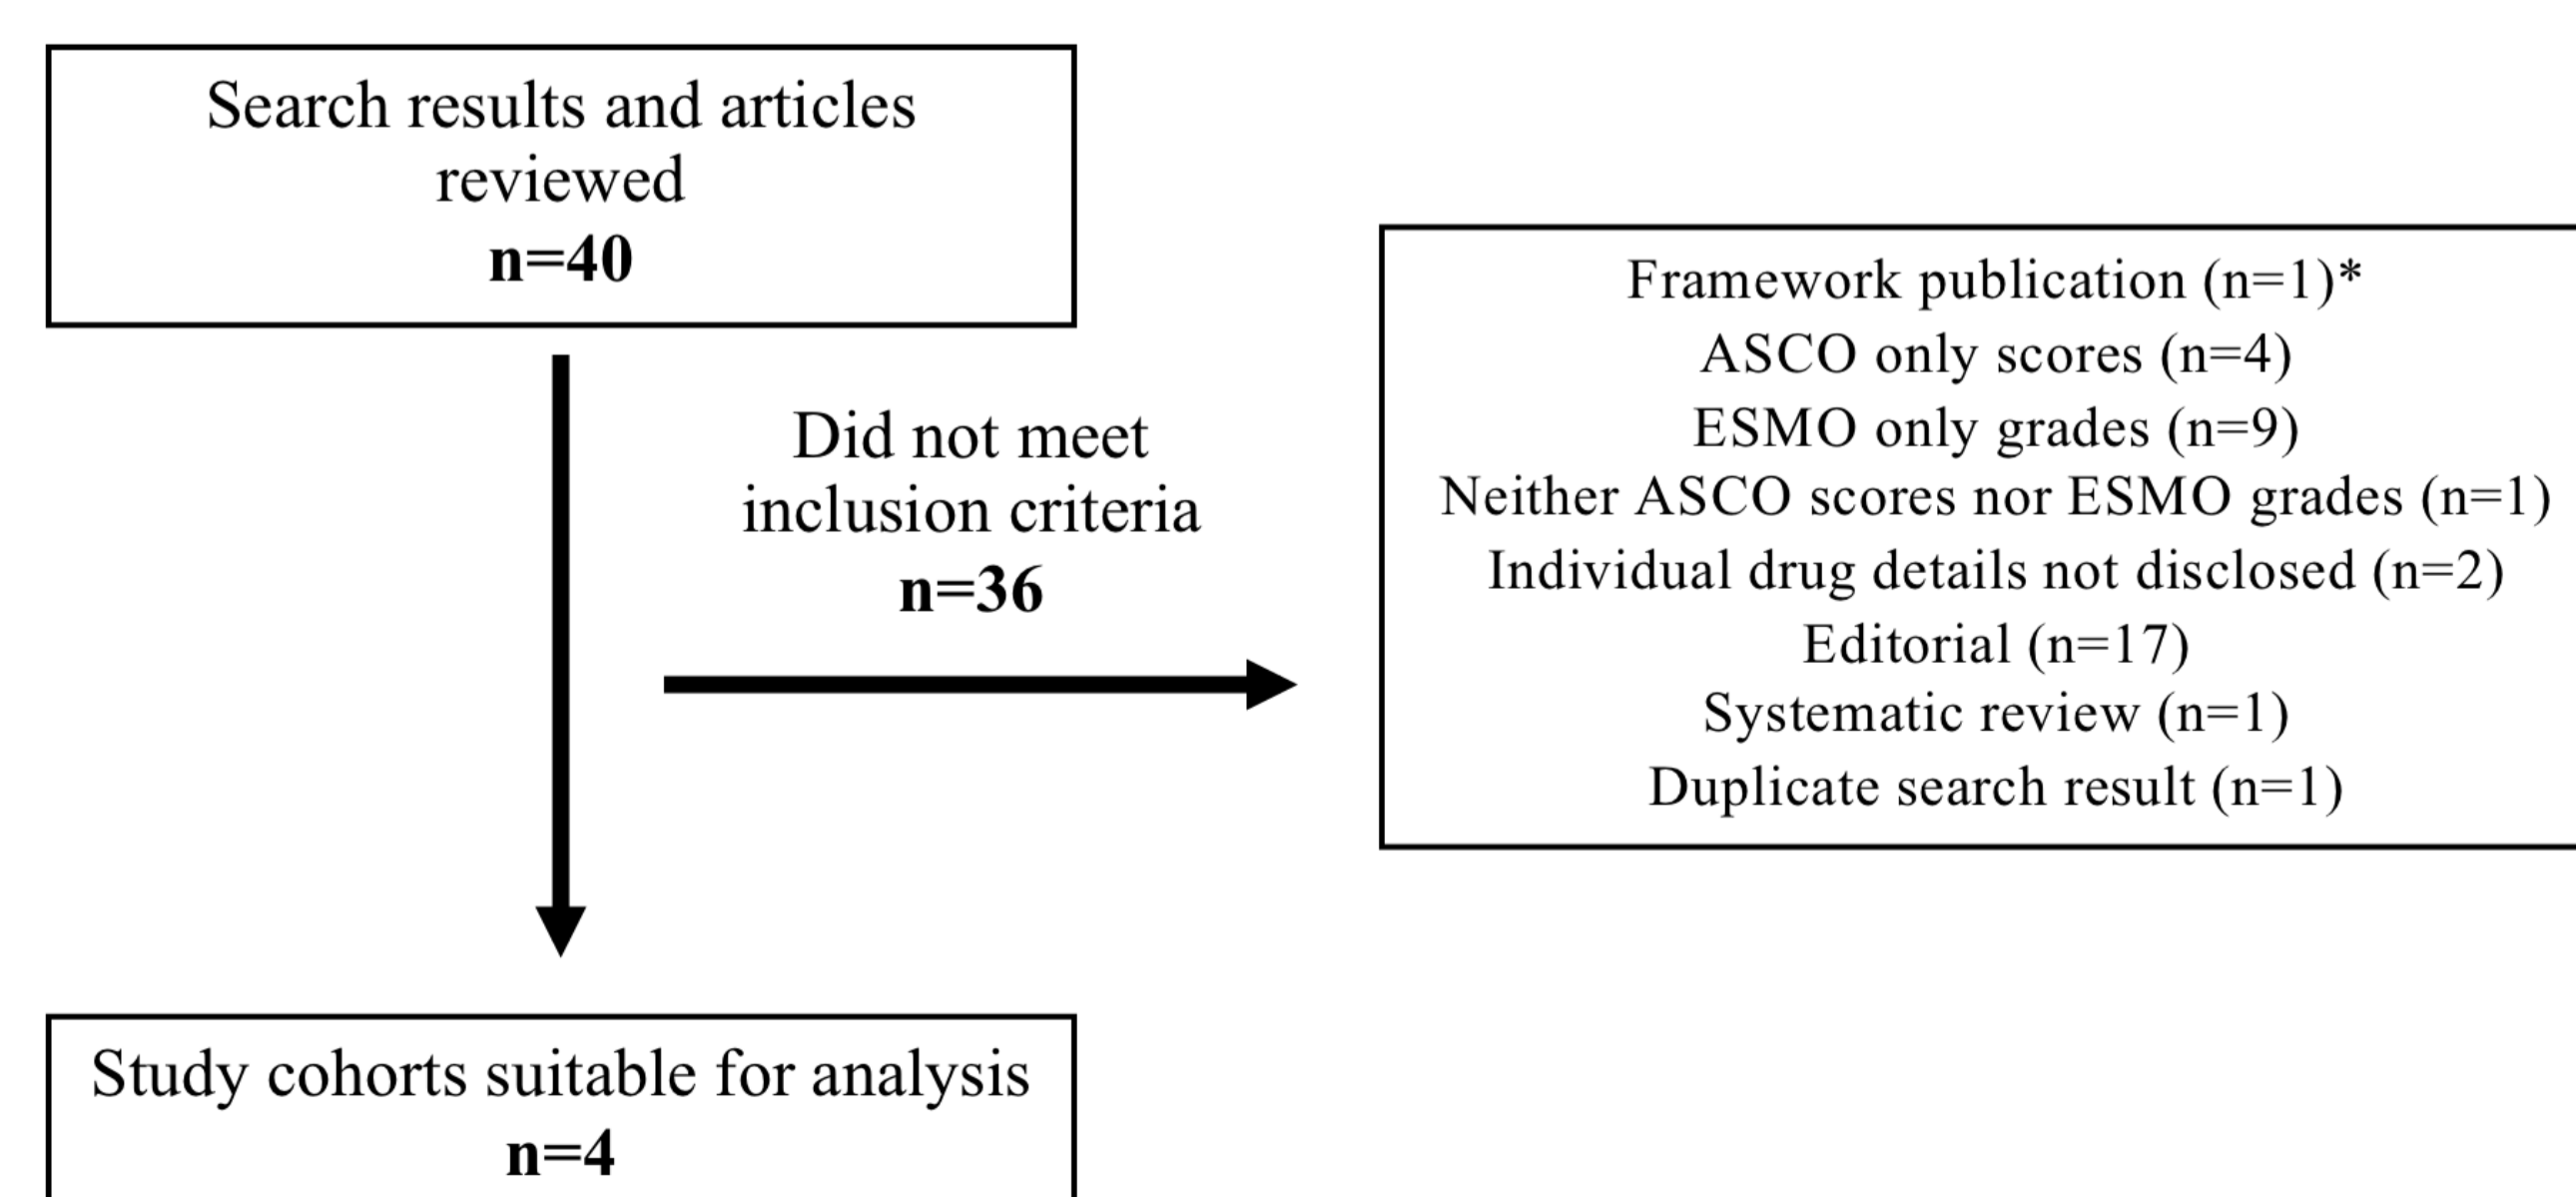 Search results and articles
reviewed
n=40
Did not meet
inclusion criteria
n=36
Framework publication (n=1)*
ASCO only scores (n=4)
ESMO only grades (n=9)
Neither ASCO scores nor ESMO grades (n=1)
Individual drug details not disclosed (n=2)
Editorial (n=17)
Systematic review (n=1)
Duplicate search result (n=1)
Study cohorts suitable for analysis
n=4